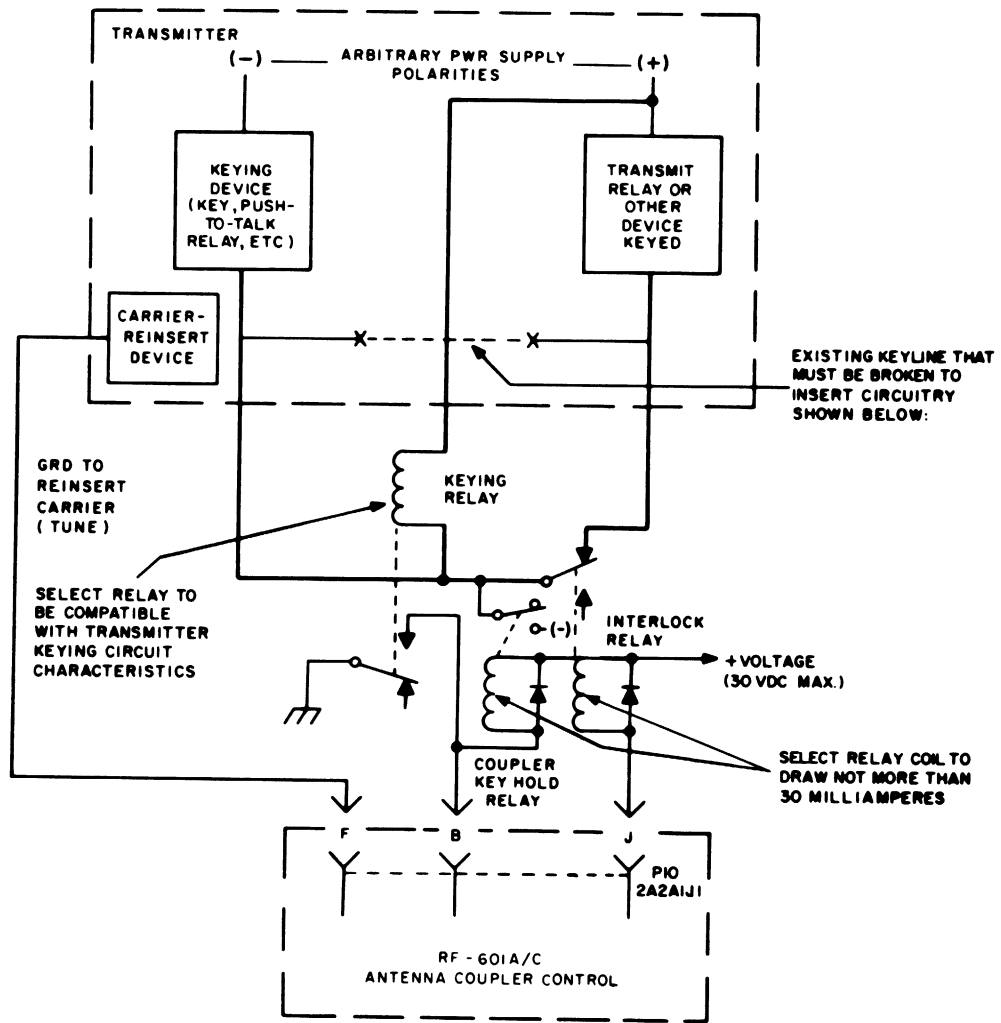 TRANSMITTER
(-)
ARBITRARY PWR SUPPLY
POLARITIES
(+)
KEYING
DEVICE
(KEY, PUSH-
TO-TALK
RELAY, ETC)
TRANSMIT
RELAY OR
OTHER
DEVICE
KEYED
CARRIER-
REINSERT
DEVICE
X
X
EXISTING KEYLINE THAT
MUST BE BROKEN TO
INSERT CIRCUITRY
SHOWN BELOW:
GRD TO
REINSERT
CARRIER
(TUNE)
KEYING
RELAY
SELECT RELAY TO
BE COMPATIBLE
WITH TRANSMITTER
KEYING CIRCUIT
CHARACTERISTICS
(-)
INTERLOCK
RELAY
+VOLTAGE
(30 VDC MAX.)
COUPLER
KEY HOLD
RELAY
SELECT RELAY COIL TO
DRAW NOT MORE THAN
30 MILLIAMPERES
F
B
J
P10
2A2A1J1
RF-601A/C
ANTENNA COUPLER CONTROL